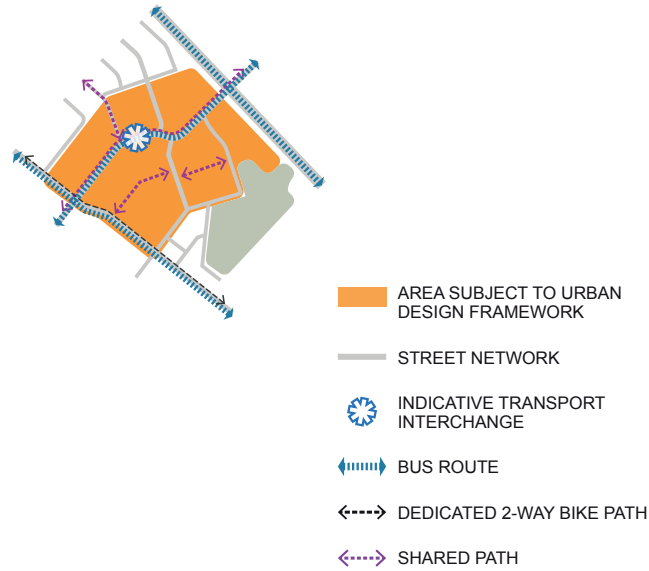 AREA SUBJECT TO URBAN
DESIGN FRAMEWORK
STREET NETWORK
INDICATIVE TRANSPORT
INTERCHANGE
BUS ROUTE
DEDICATED 2-WAY BIKE PATH
SHARED PATH